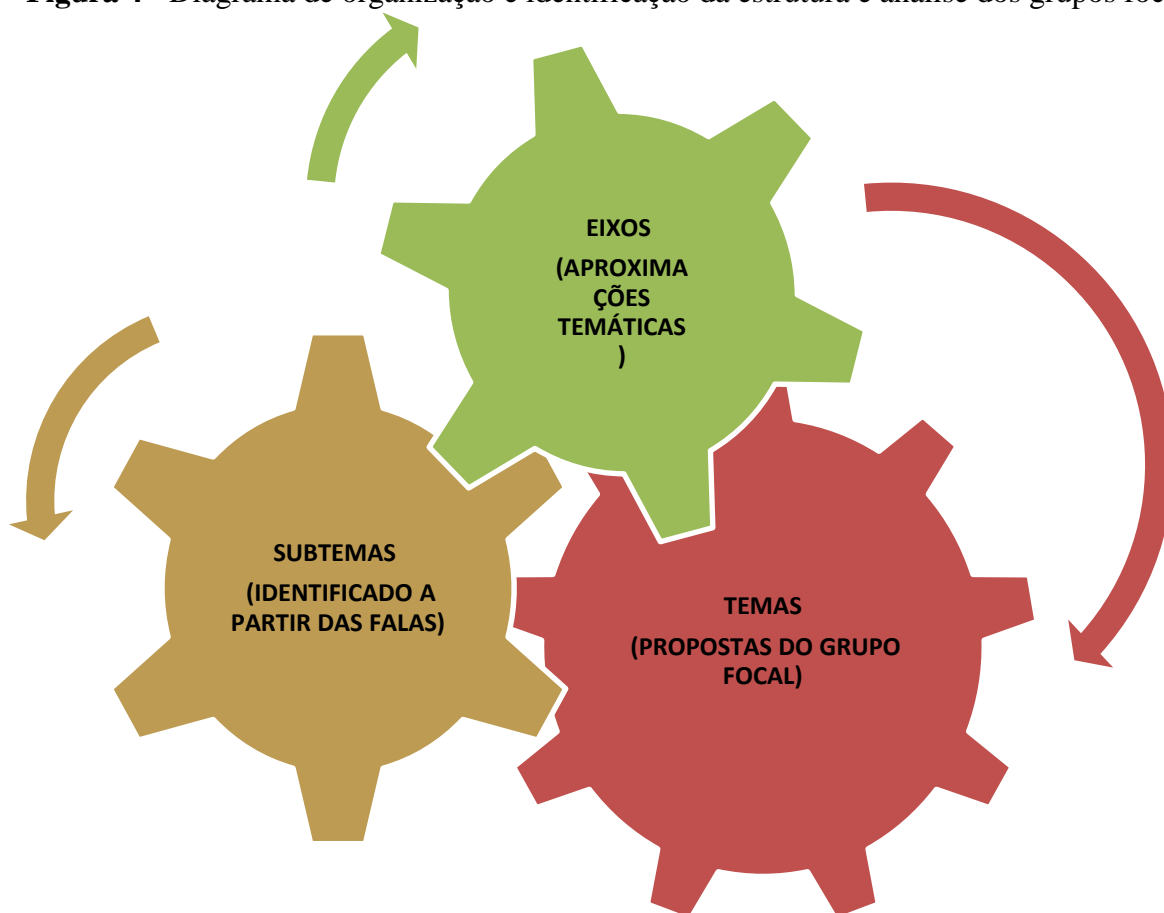 EIXOS
(APROXIMA
ÇÕES
TEMÁTICAS
)
SUBTEMAS
(IDENTIFICADO A
PARTIR DAS FALAS)
TEMAS
(PROPOSTAS DO GRUPO
FOCAL)